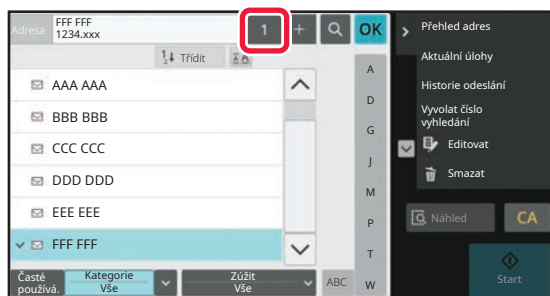 Adresa
FFF FFF
1234.xxx
1
+
OK
Třídit
AAA AAA
BBB BBB
CCC CCC
DDD DDD
EEE EEE
FFF FFF
A
D
G
J
M
P
T
W
Časté
používá.
Kategorie
Vše
Zúžit
Vše
ABC
Přehled adres
Aktuální úlohy
Historie odeslání
Vyvolat číslo
vyhledání
Editovat
Smazat
Náhled
CA
Start